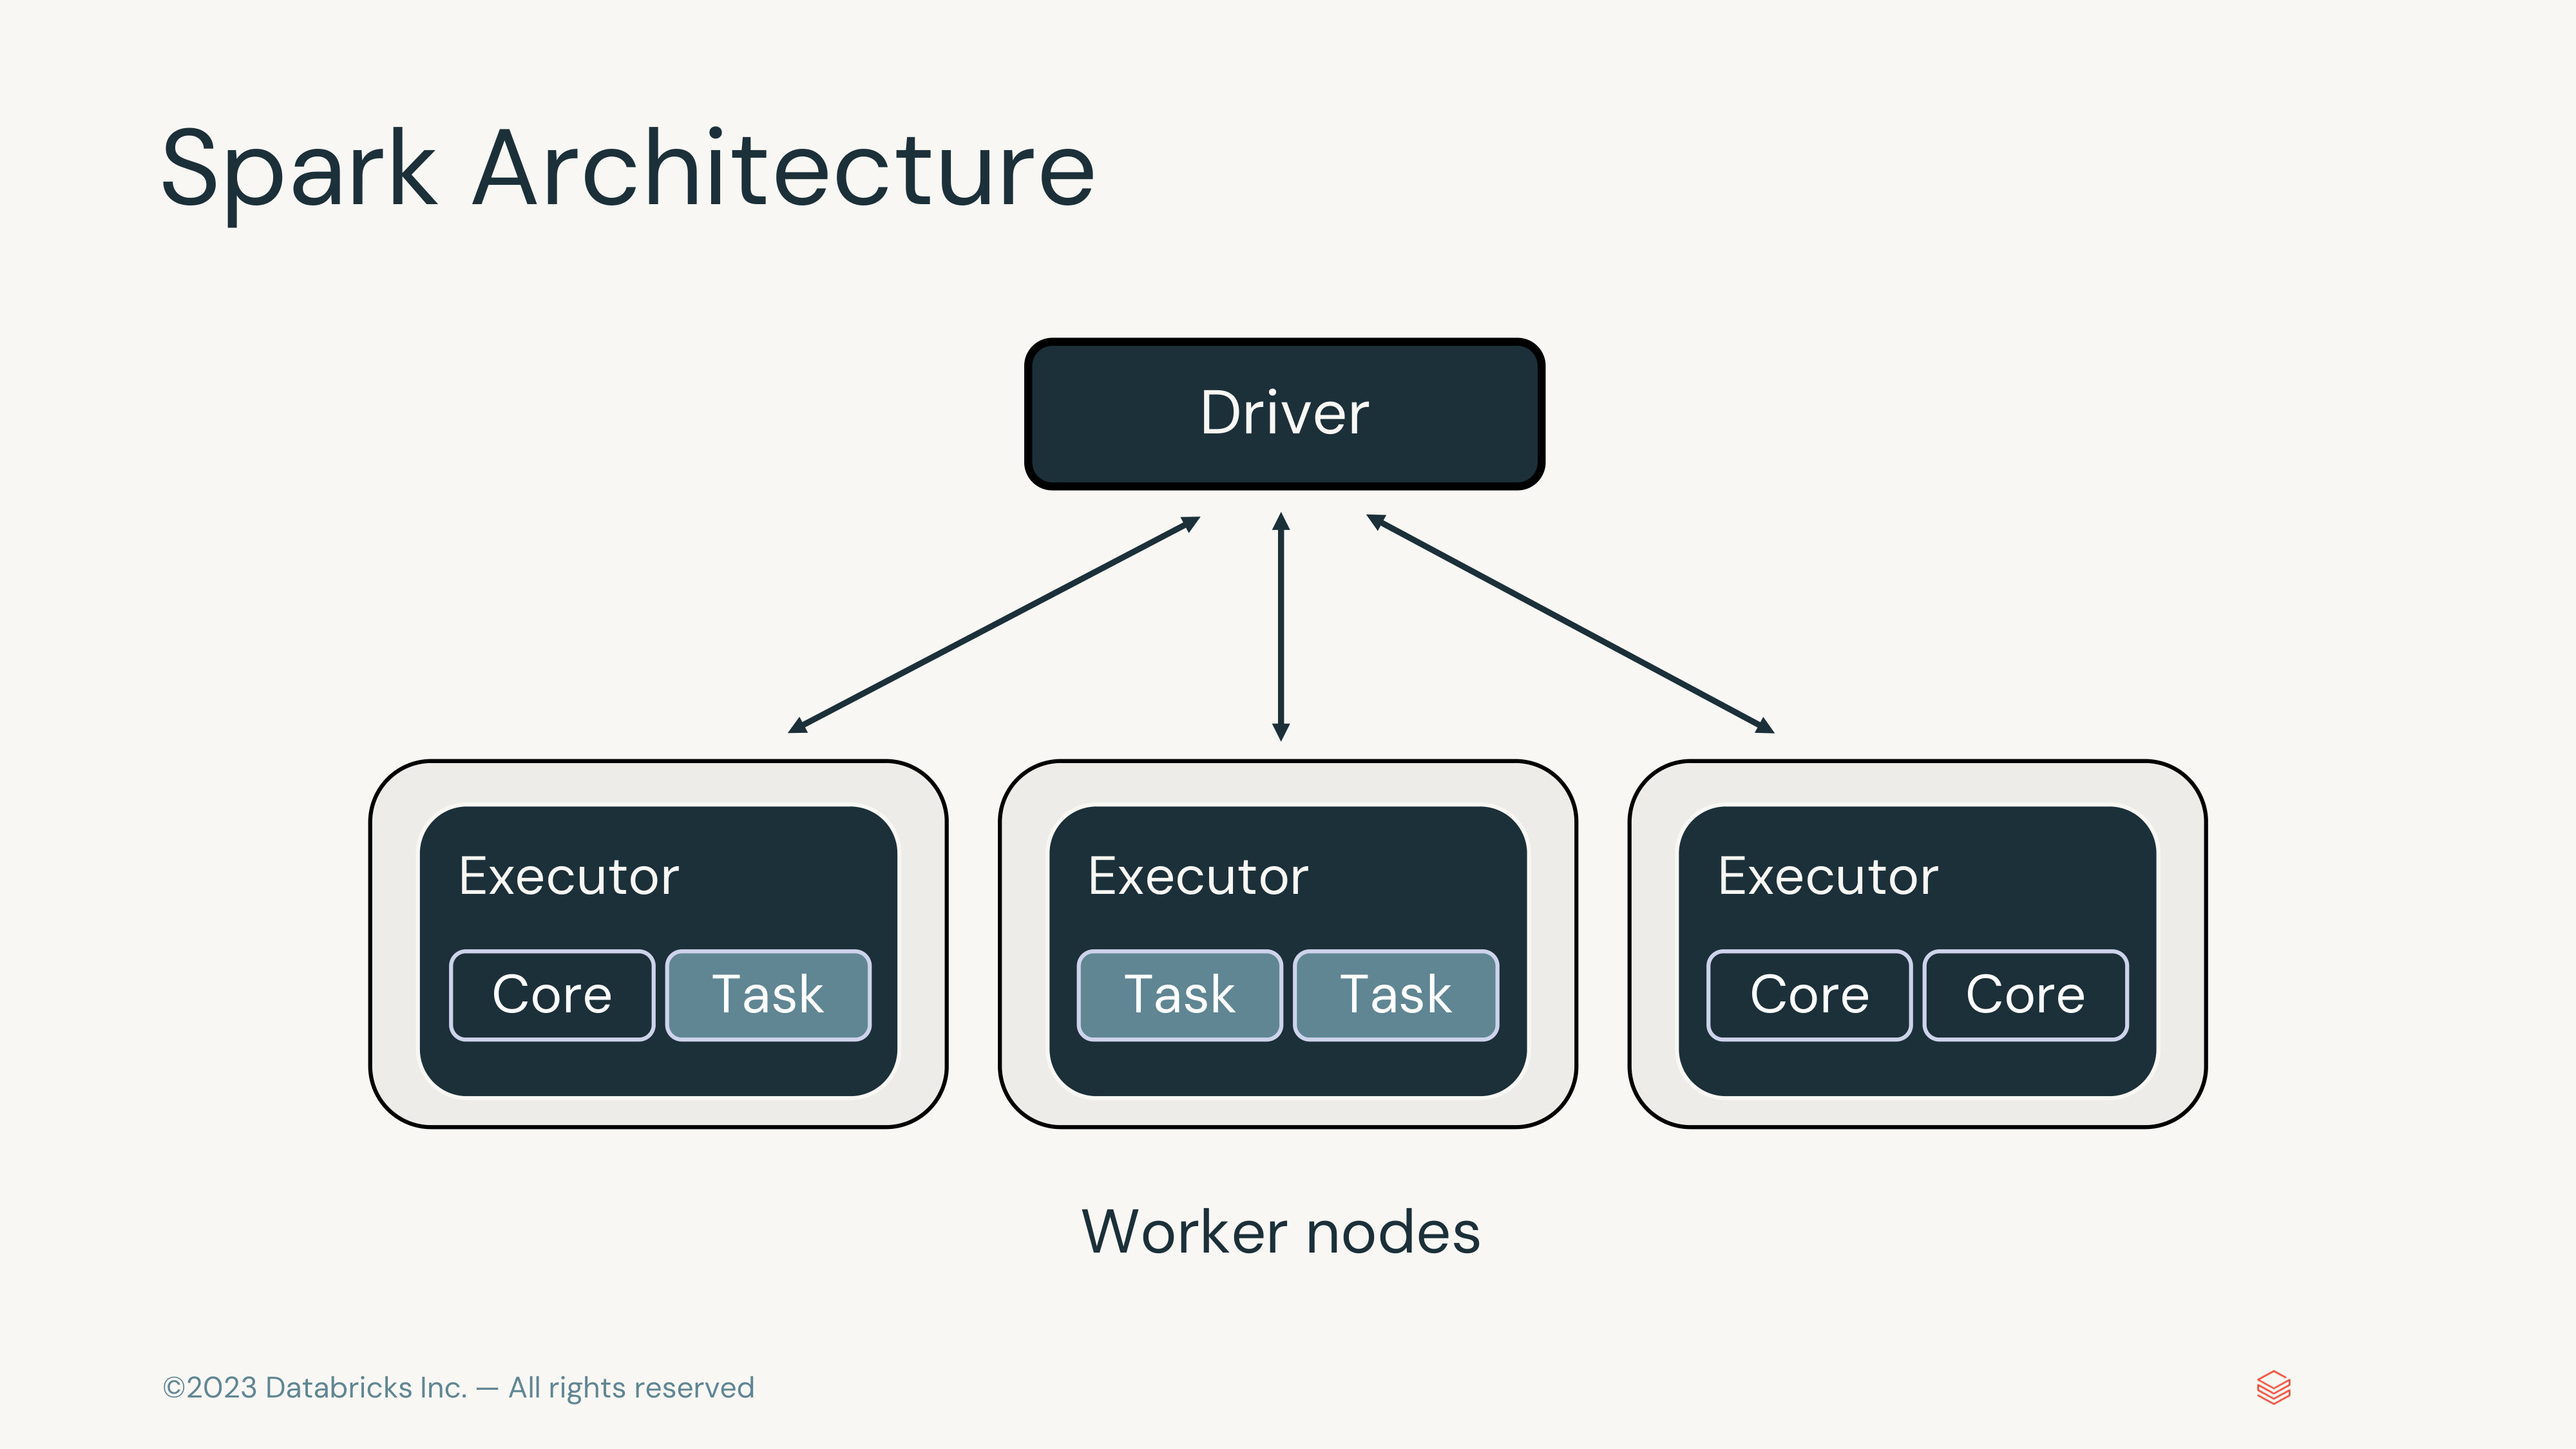 Spark Architecture
Driver
Executor
Core Task
Executor
Task Task
Executor
Core Core
Worker nodes
©2023 Databricks Inc. — All rights reserved